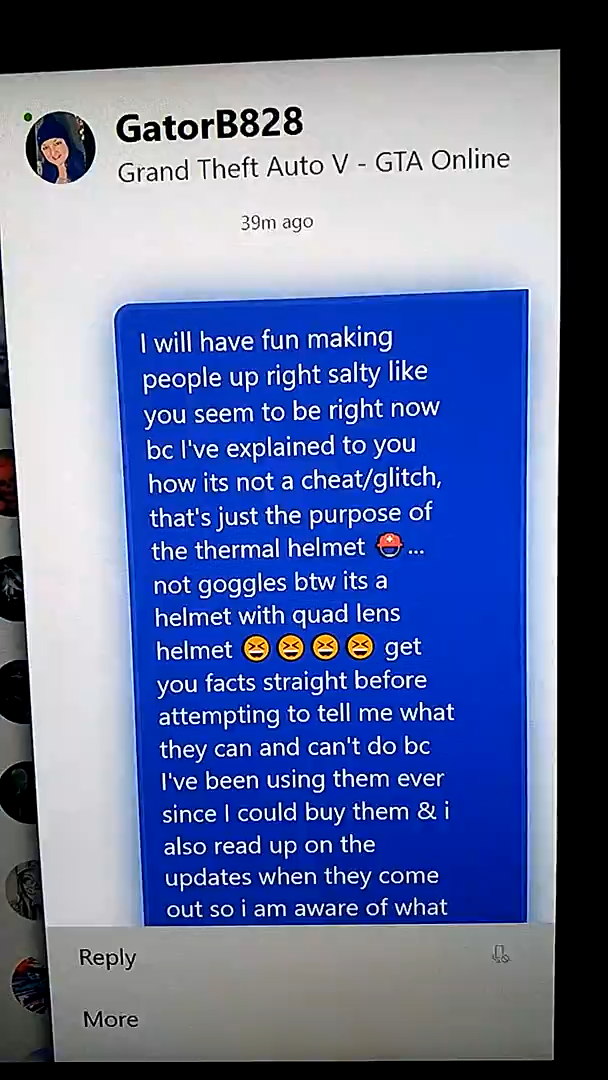 GatorB828
Grand Theft Auto V - GTA Online
39m ago
I will have fun making
people up right salty like
you seem to be right now
bc I've explained to you
how its not a cheat/glitch,
that's just the purpose of
the thermal helmet ⛑️...
not goggles btw its a
helmet with quad lens
helmet 😆😆😆😆 get
you facts straight before
attempting to tell me what
they can and can't do bc
I've been using them ever
since I could buy them & i
also read up on the
updates when they come
out so i am aware of what
Reply
More